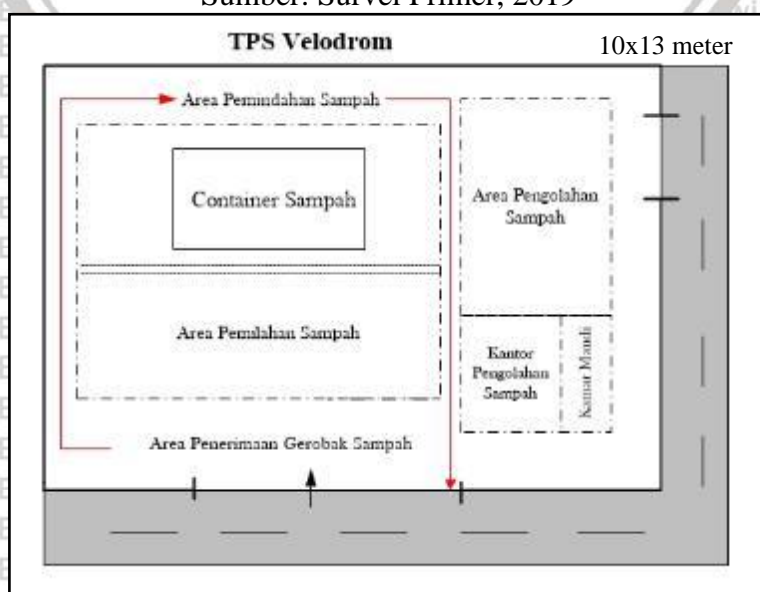 Sumber: Survei Primer, 2019
TPS Velodrom
10x13 meter
Area Pemindahan Sampah
Container Sampah
Area Pengolahan
Sampah
Area Pemilahan Sampah
Kantor
Pengolahan
Sampah
Kamar Mandi
Area Penerimaan Gerobak Sampah